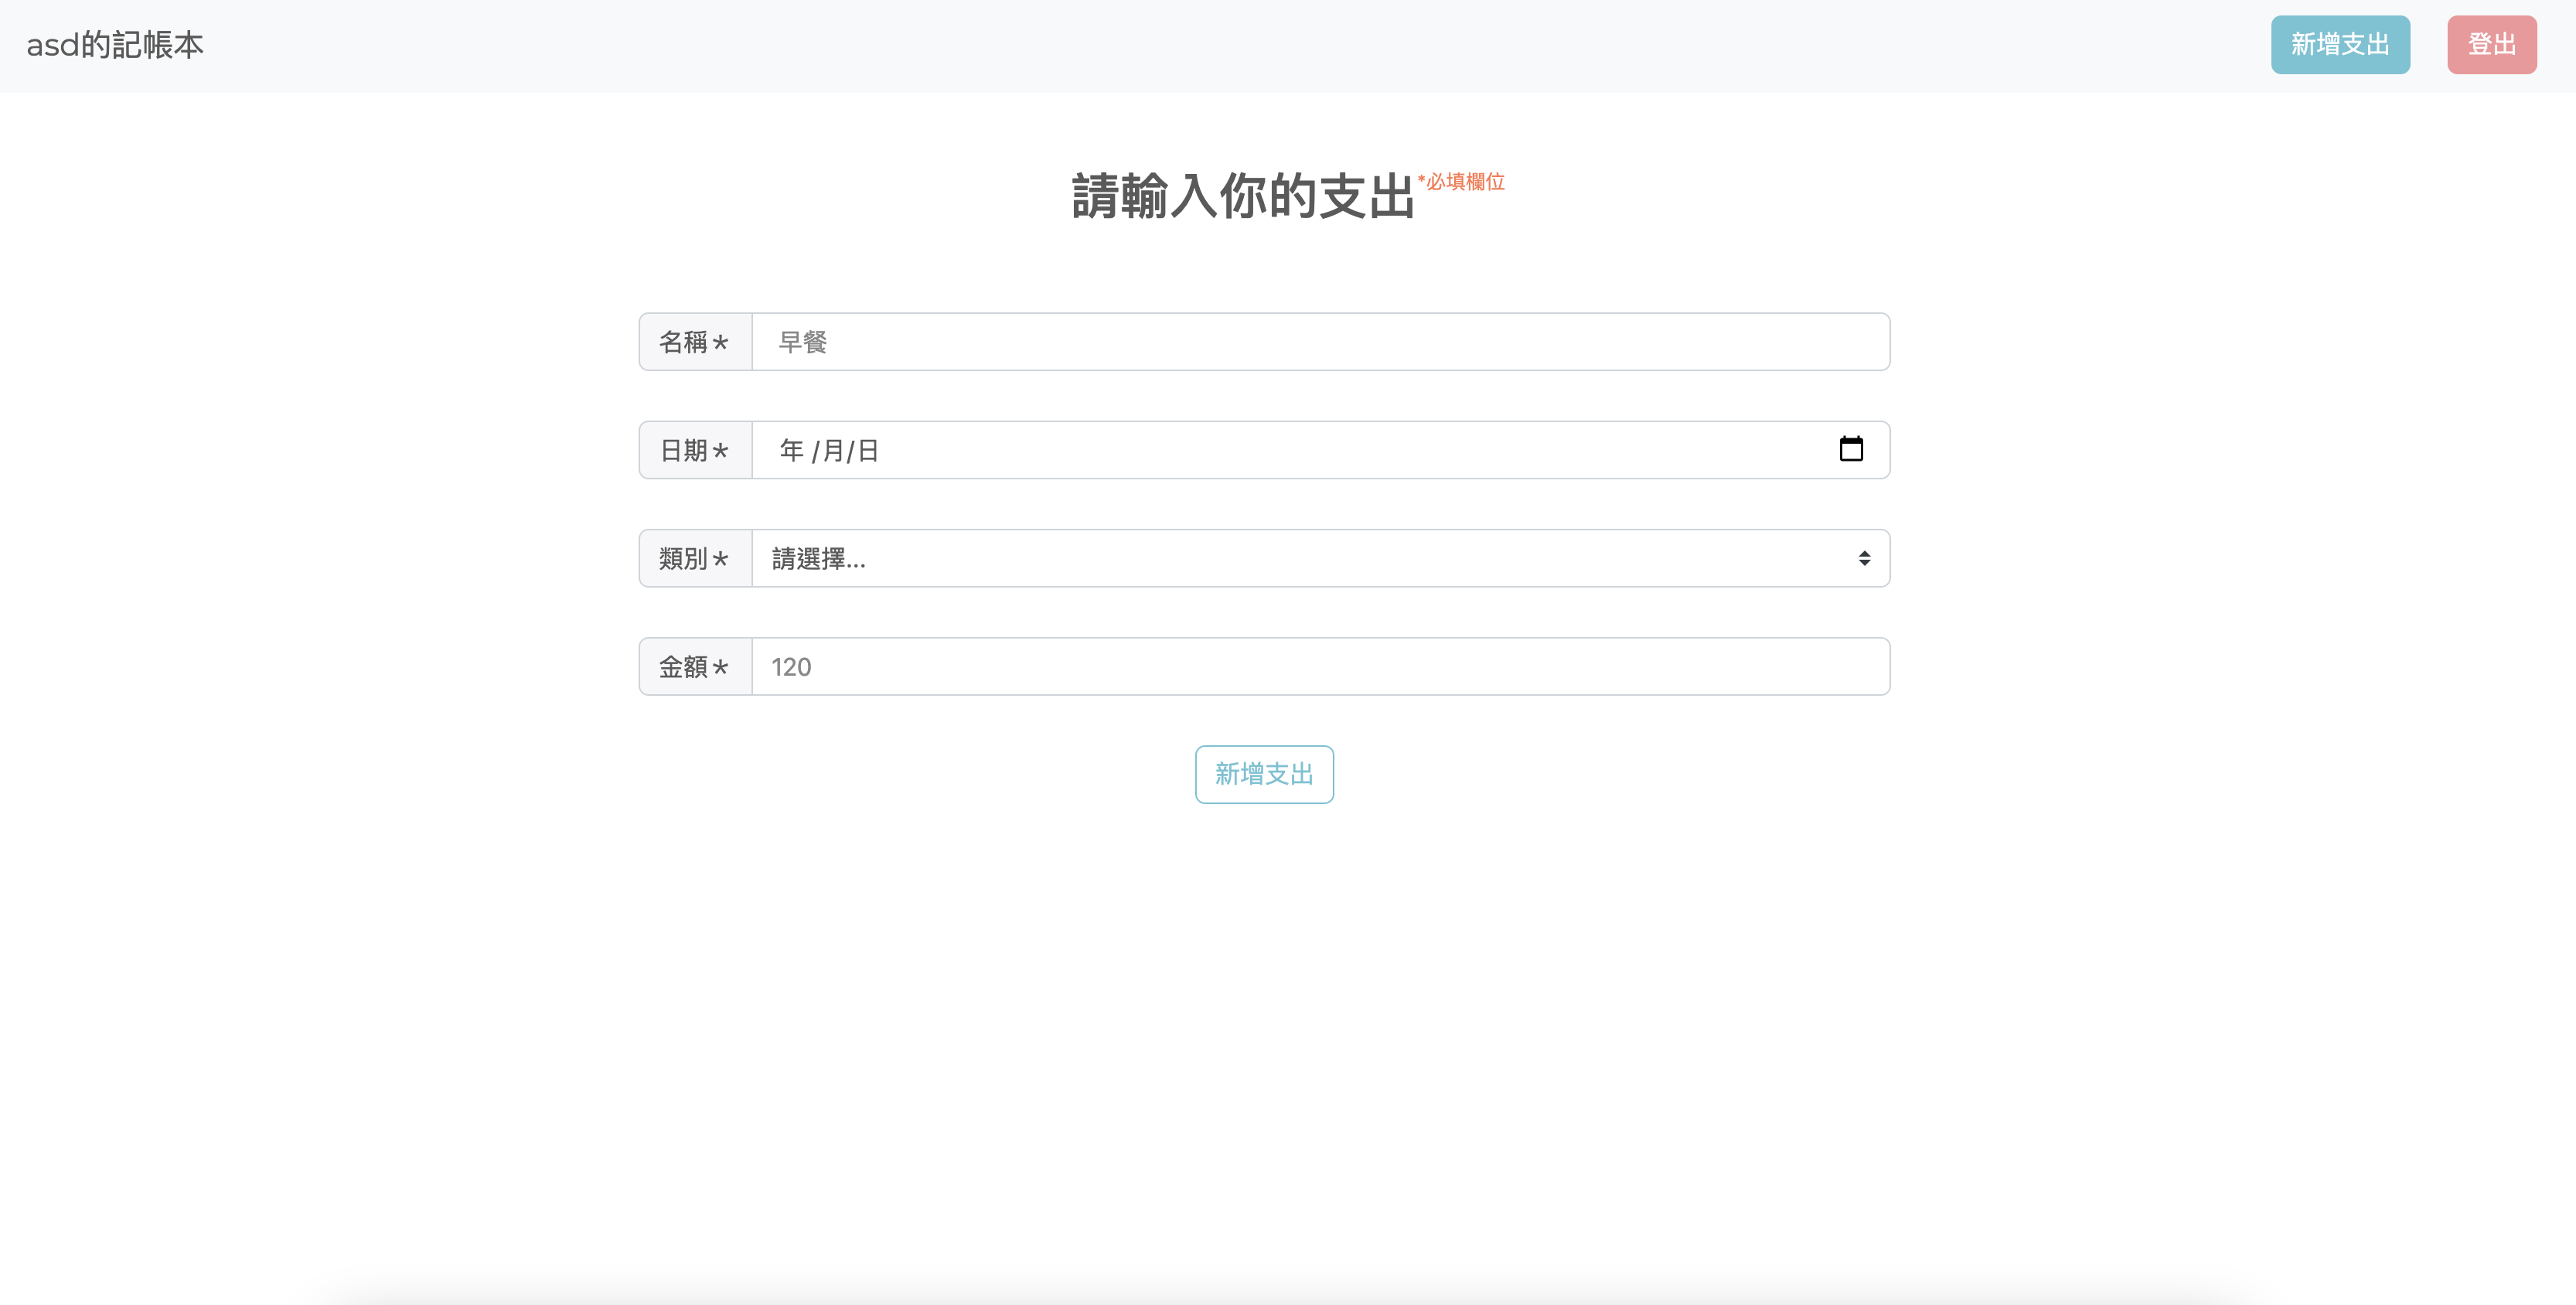 asd的記帳本
新增支出
登出
請輸入你的支出*必填欄位
名稱*
早餐
日期*
年 /月/日
類別*
請選擇...
金額*
120
新增支出